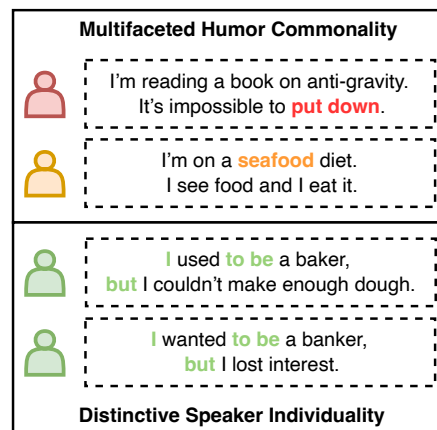 Multifaceted Humor Commonality
I'm reading a book on anti-gravity.
It's impossible to put down.
I'm on a seafood diet.
I see food and I eat it.
I used to be a baker,
but I couldn't make enough dough.
I wanted to be a banker,
but I lost interest.
Distinctive Speaker Individuality